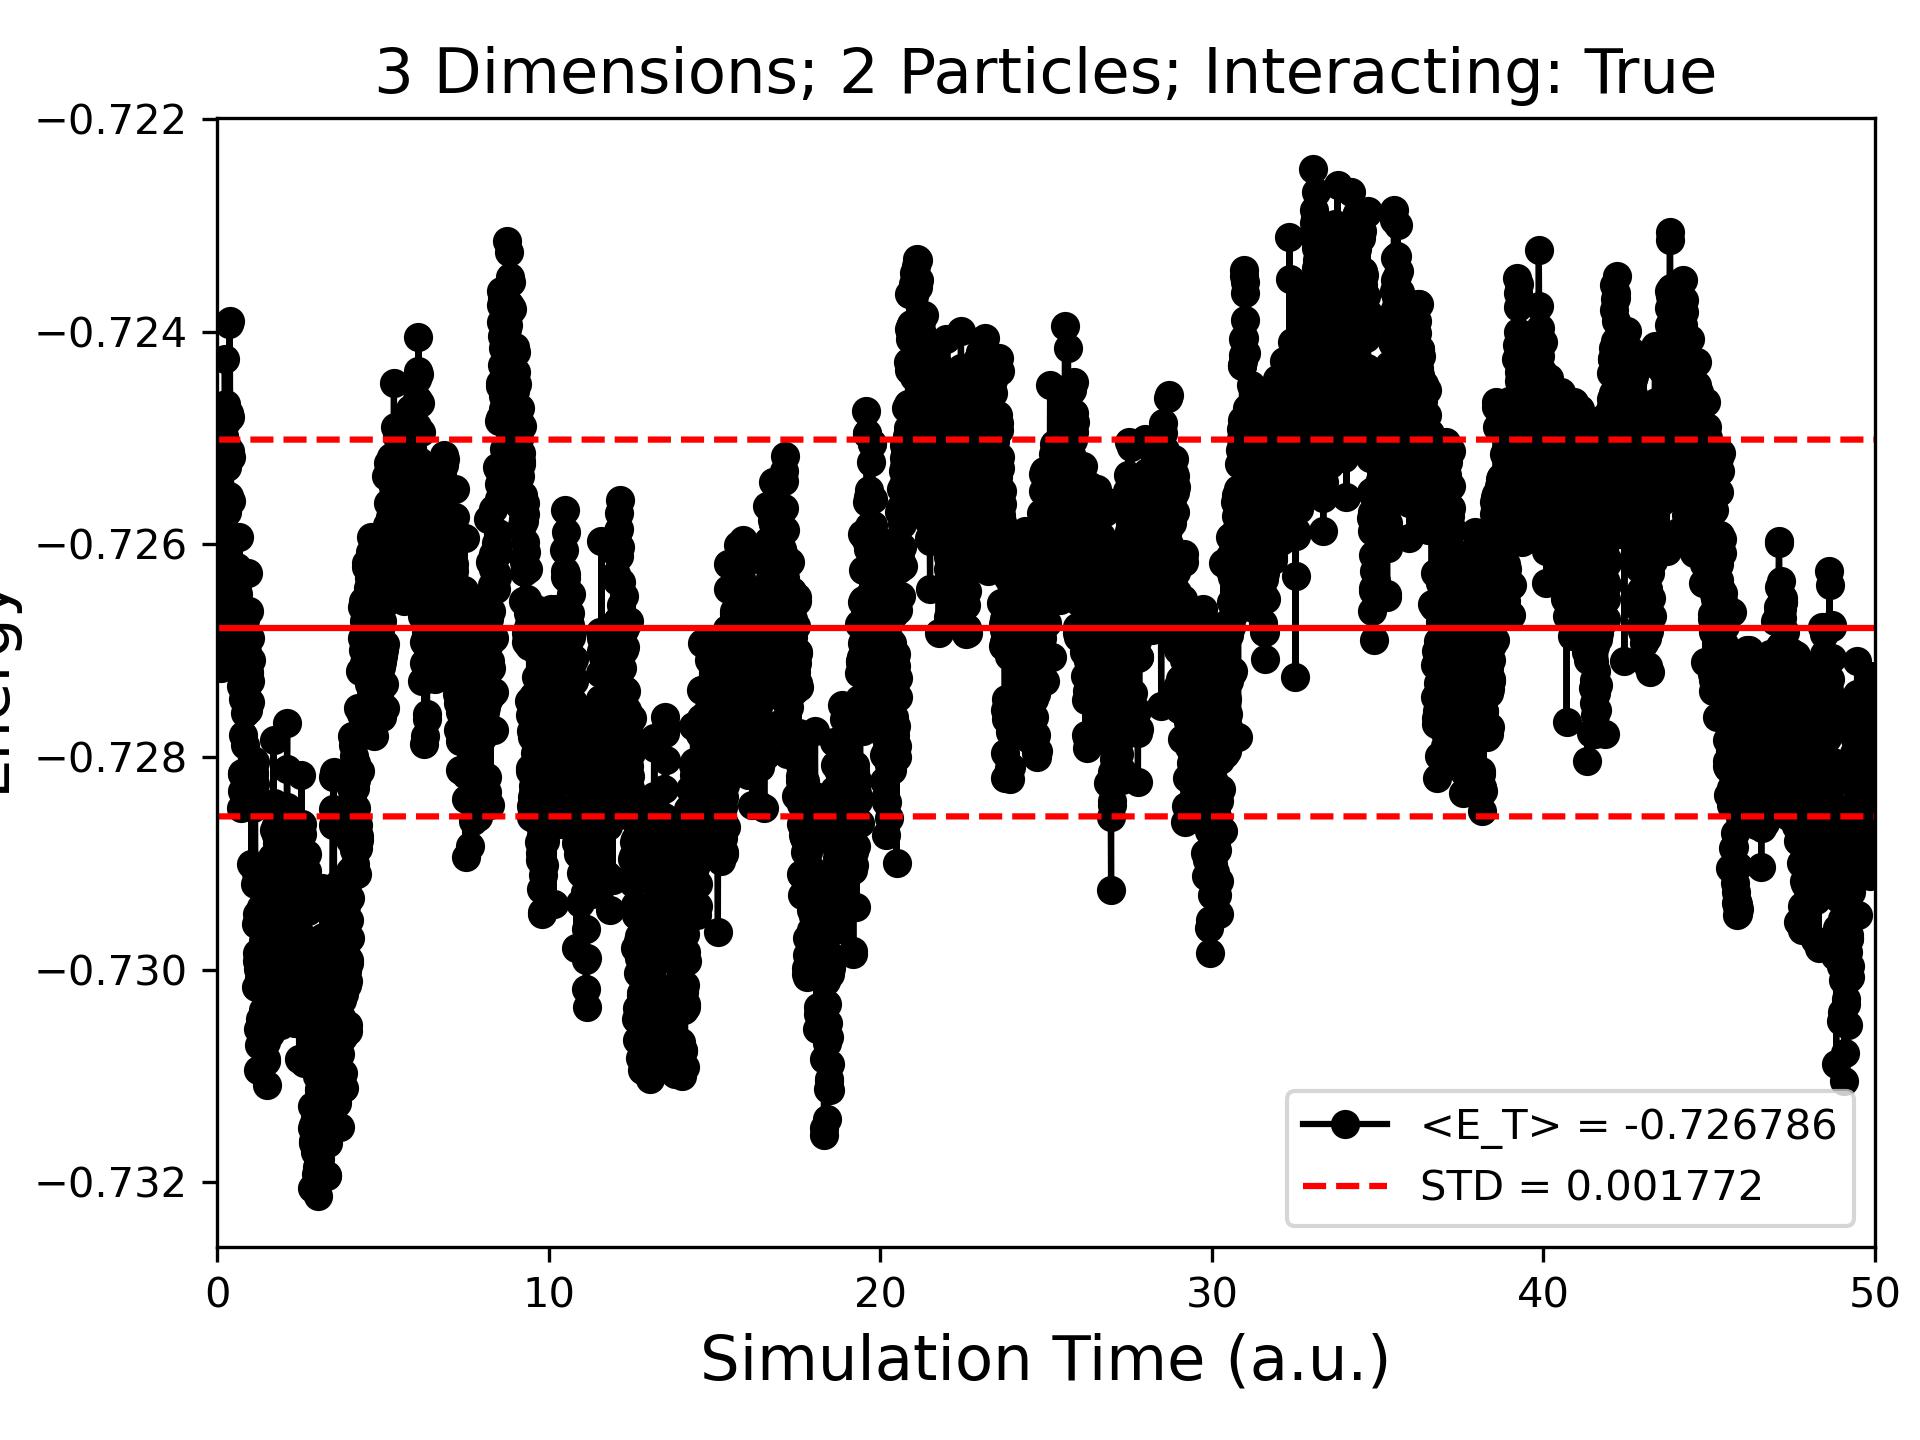 3 Dimensions; 2 Particles; Interacting: True
Energy
−0.722
−0.724
−0.726
−0.728
−0.730
−0.732
0
10
20
30
40
50
Simulation Time (a.u.)
<E_T> = -0.726786
STD = 0.001772